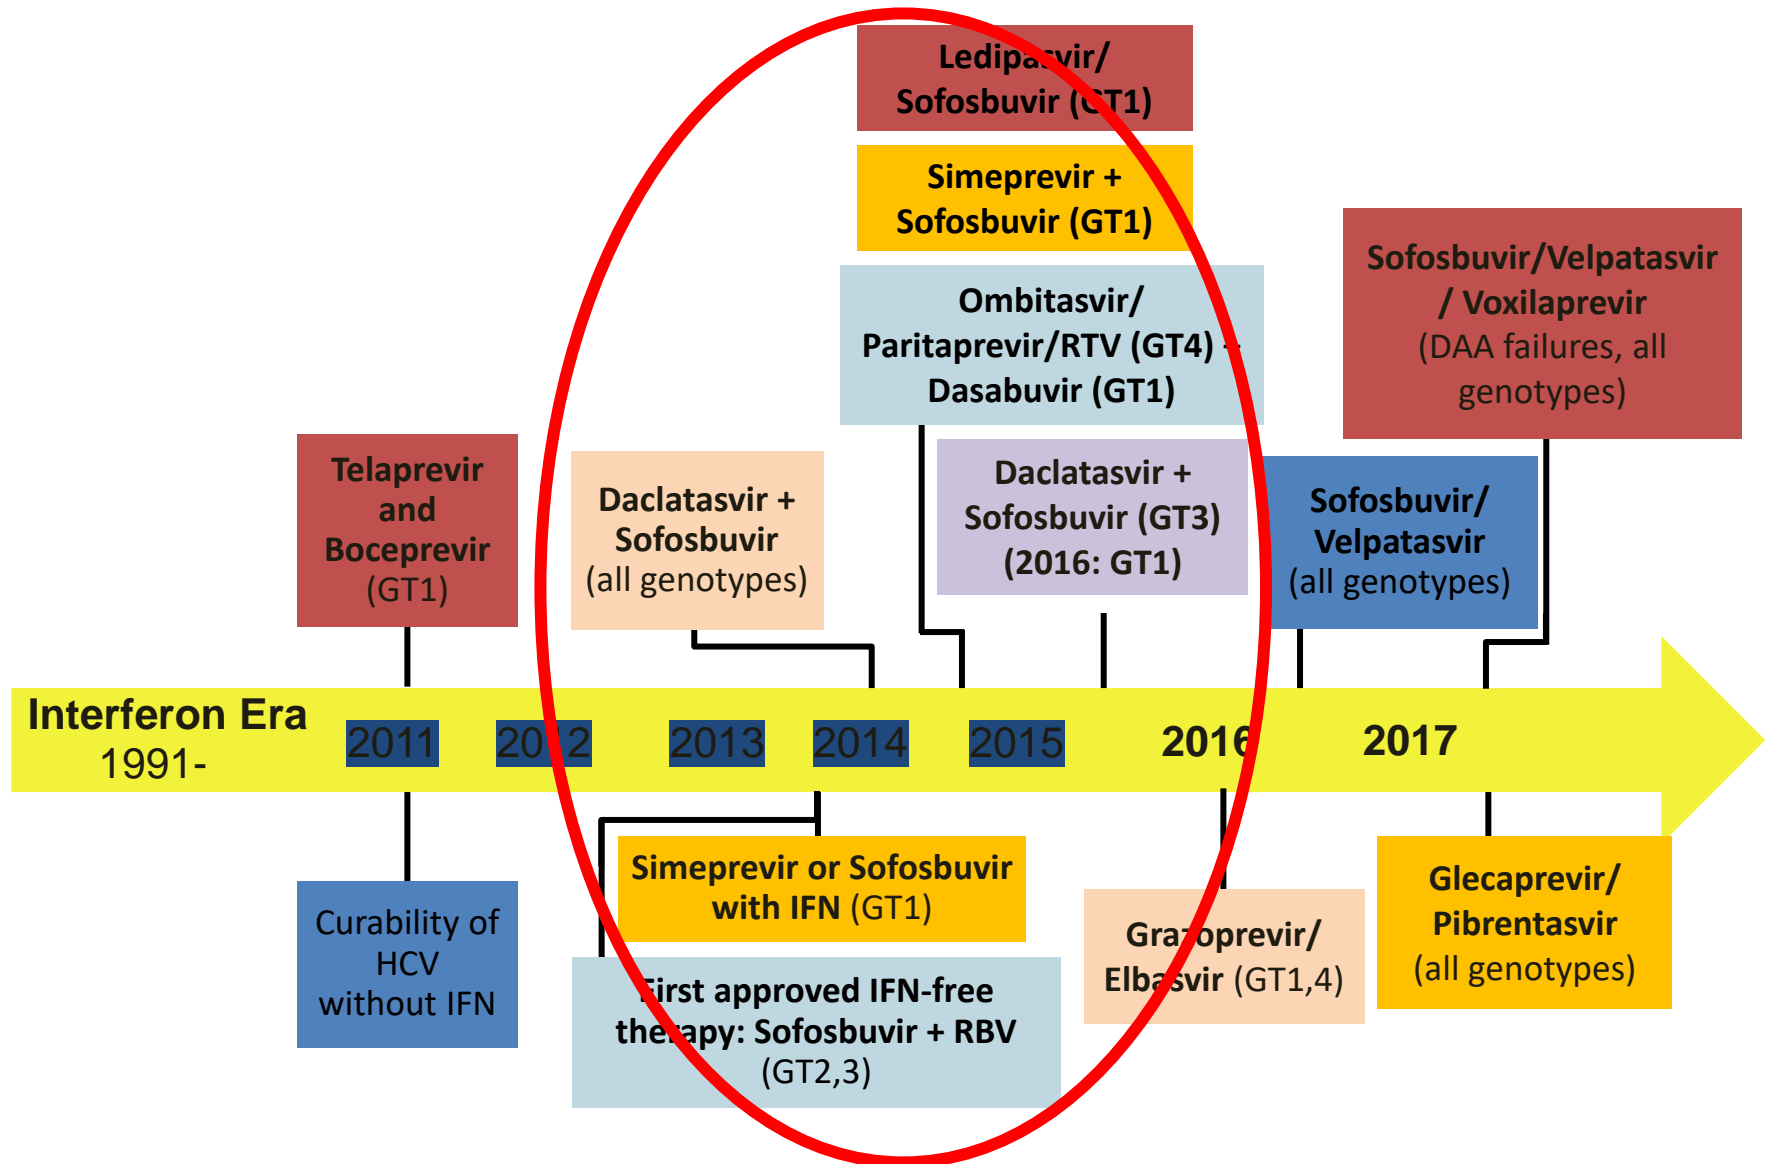 Ledipasvir/
Sofosbuvir (GT1)
Simeprevir +
Sofosbuvir (GT1)
Ombitasvir/
Paritaprevir/RTV (GT4) +
Dasabuvir (GT1)
Sofosbuvir/Velpatasvir
/ Voxilaprevir
(DAA failures, all
genotypes)
Telaprevir
and
Boceprevir
(GT1)
Daclatasvir +
Sofosbuvir
(all genotypes)
Daclatasvir +
Sofosbuvir (GT3)
(2016: GT1)
Sofosbuvir/
Velpatasvir
(all genotypes)
Interferon Era
1991-
2011
2012
2013
2014
2015
2016
2017
Curability of
HCV
without IFN
Simeprevir or Sofosbuvir
with IFN (GT1)
First approved IFN-free
therapy: Sofosbuvir + RBV
(GT2,3)
Grazoprevir/
Elbasvir (GT1,4)
Glecaprevir/
Pibrentasvir
(all genotypes)